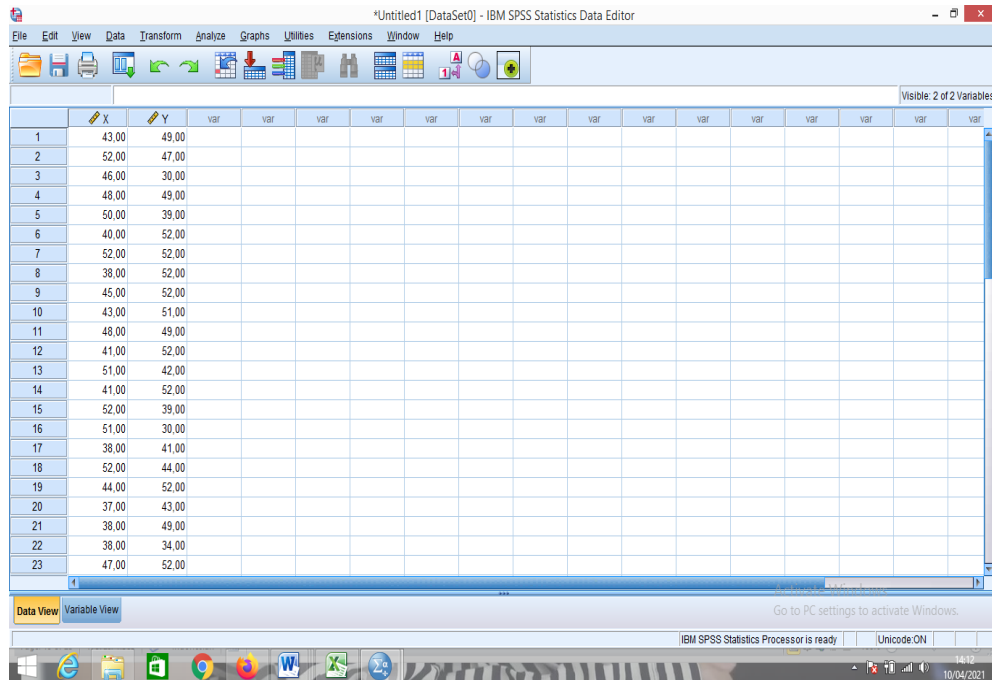 *Untitled1 [DataSet0] - IBM SPSS Statistics Data Editor
File Edit View Data Transform Analyze Graphs Utilities Extensions Window Help
Visible: 2 of 2 Variables
X Y var var var var var var var var var var var var var var var
1 43,00 49,00
2 52,00 47,00
3 46,00 30,00
4 48,00 49,00
5 50,00 39,00
6 40,00 52,00
7 52,00 52,00
8 38,00 52,00
9 45,00 52,00
10 43,00 51,00
11 48,00 49,00
12 41,00 52,00
13 51,00 42,00
14 41,00 52,00
15 52,00 39,00
16 51,00 30,00
17 38,00 41,00
18 52,00 44,00
19 44,00 52,00
20 37,00 43,00
21 38,00 49,00
22 38,00 34,00
23 47,00 52,00
Data View Variable View
Go to PC settings to activate Windows.
IBM SPSS Statistics Processor is ready Unicode:ON
14:12
10/04/2021